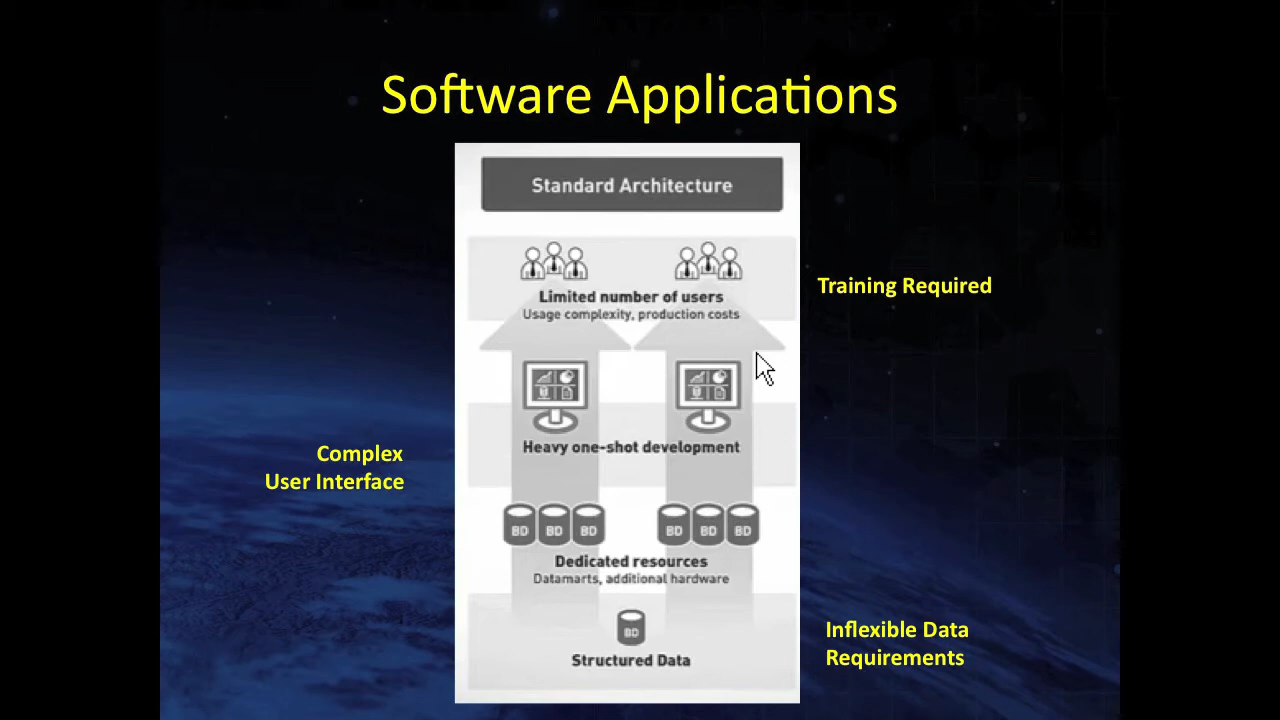 Software Applications
Standard Architecture
Limited number of users
Usage complexity, production costs
Training Required
Heavy one-shot development
Complex
User Interface
BD BD BD BD BD BD
Dedicated resources
Datamarts, additional hardware
BD
Structured Data
Inflexible Data
Requirements